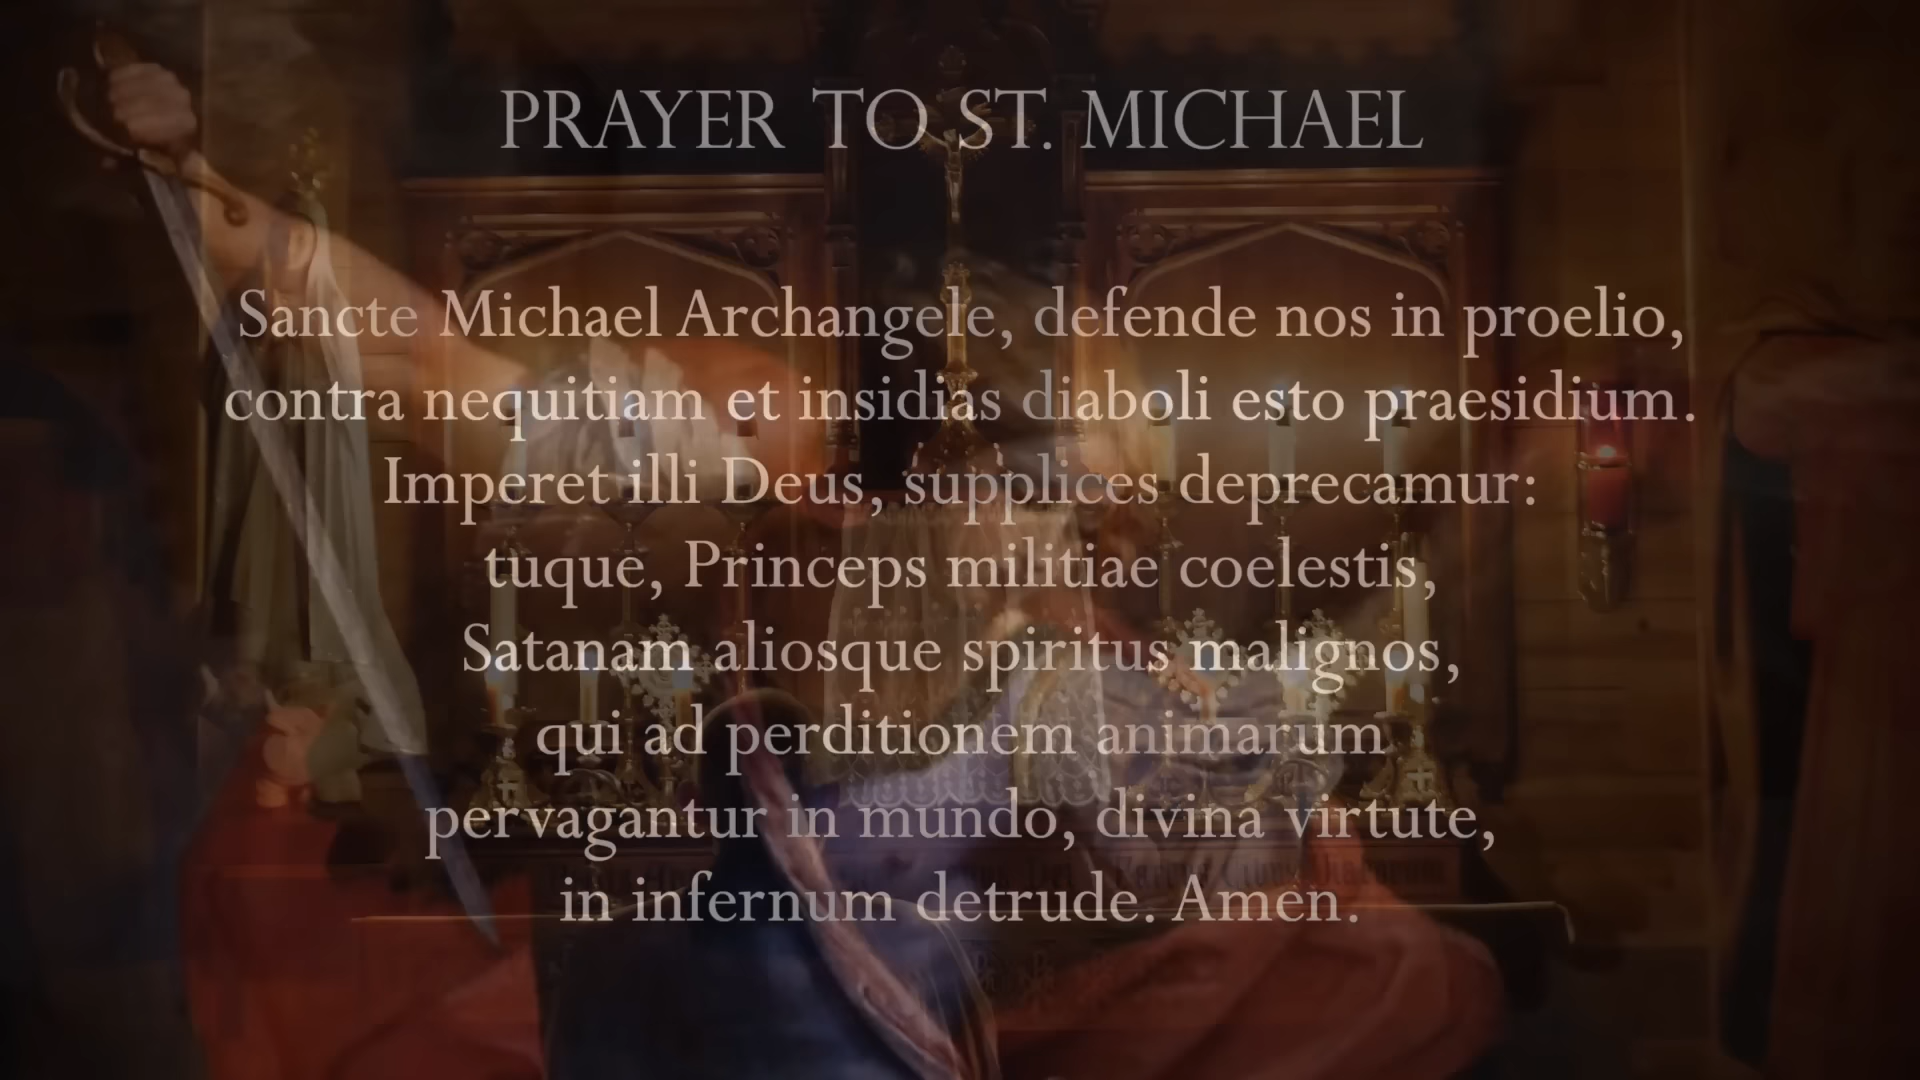 PRAYER TO ST. MICHAEL
Sancte Michael Archangele, defende nos in proelio,
contra nequitiam et insidias diaboli esto praesidium.
Imperet illi Deus, supplices deprecamur:
tuque, Princeps militiae coelestis,
Satanam aliosque spiritus malignos,
qui ad perditionem animarum
pervagantur in mundo, divina virtute,
in infernum detrude. Amen.